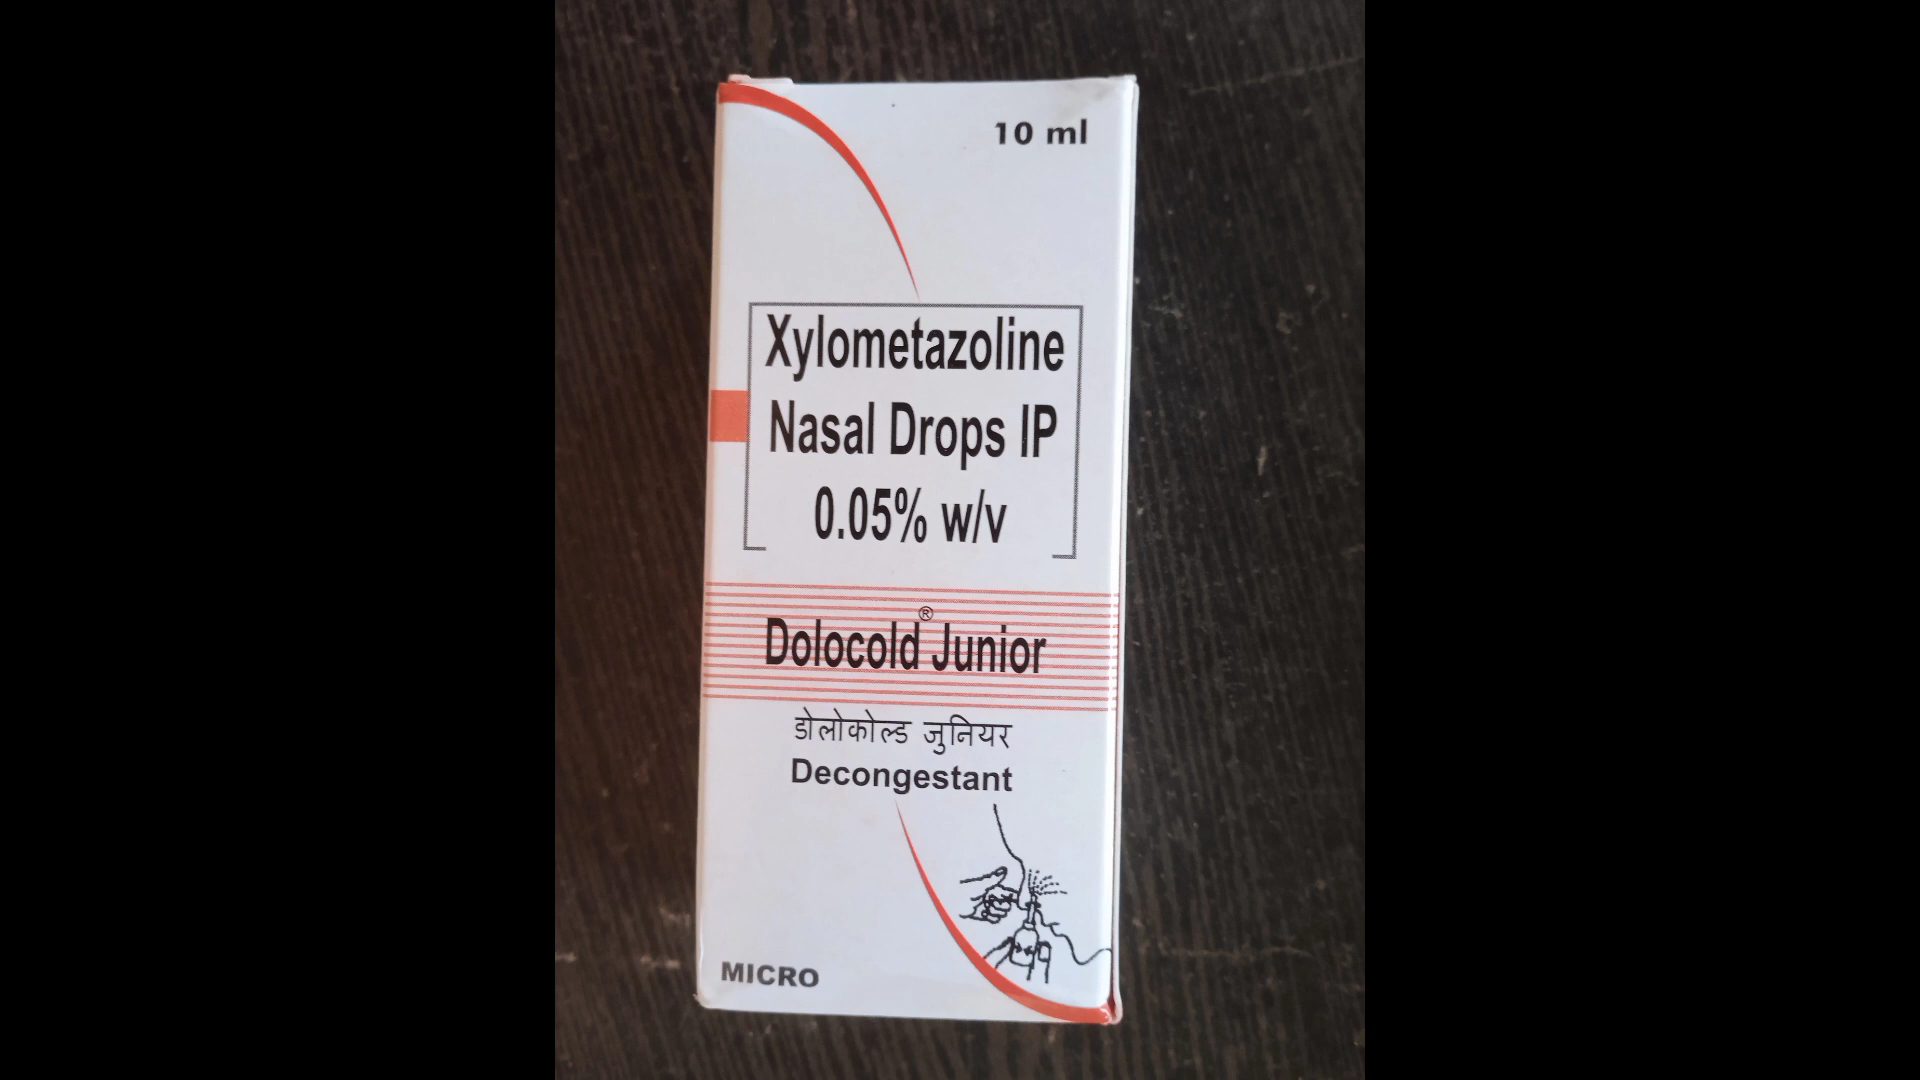 10 ml
Xylometazoline
Nasal Drops IP
0.05% w/v
Dolocold® Junior
डोलोकोल्ड जुनियर
Decongestant
MICRO